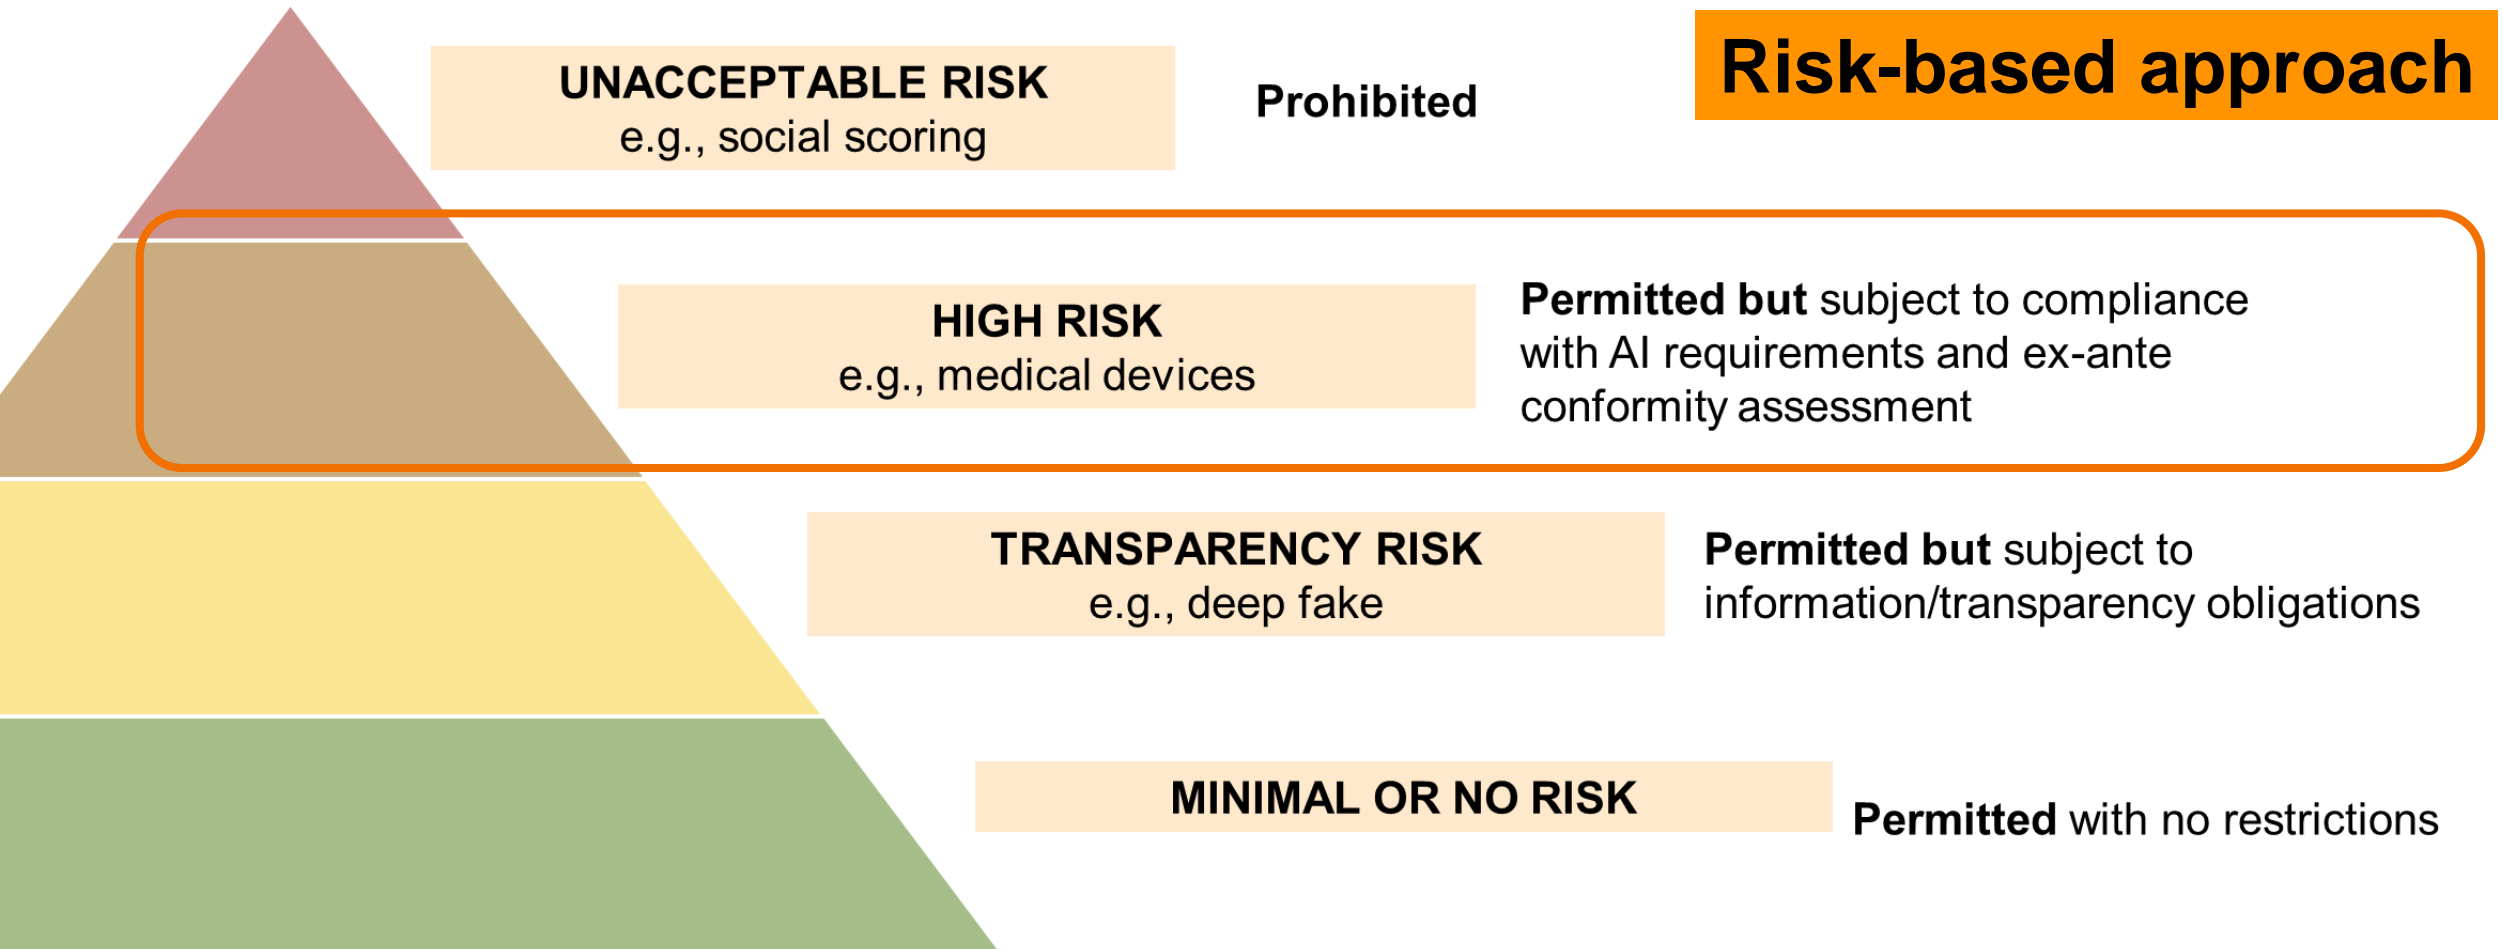 Risk-based approach
UNACCEPTABLE RISK
e.g., social scoring
Prohibited
HIGH RISK
e.g., medical devices
Permitted but subject to compliance
with AI requirements and ex-ante
conformity assessment
TRANSPARENCY RISK
e.g., deep fake
Permitted but subject to
information/transparency obligations
MINIMAL OR NO RISK
Permitted with no restrictions